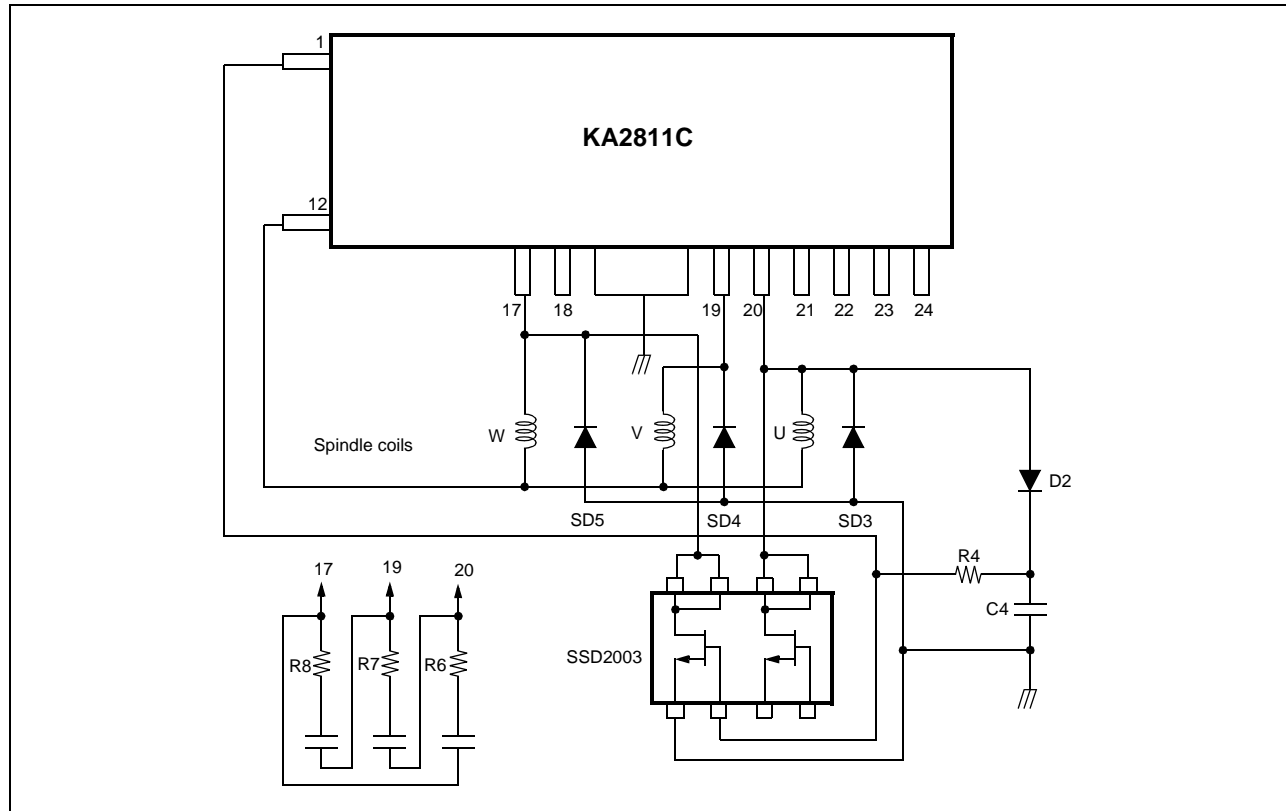 1
KA2811C
12
17
18
19
20
21
22
23
24
W
V
U
Spindle coils
D2
SD5
SD4
SD3
R4
17
19
20
C4
R8
R7
R6
SSD2003